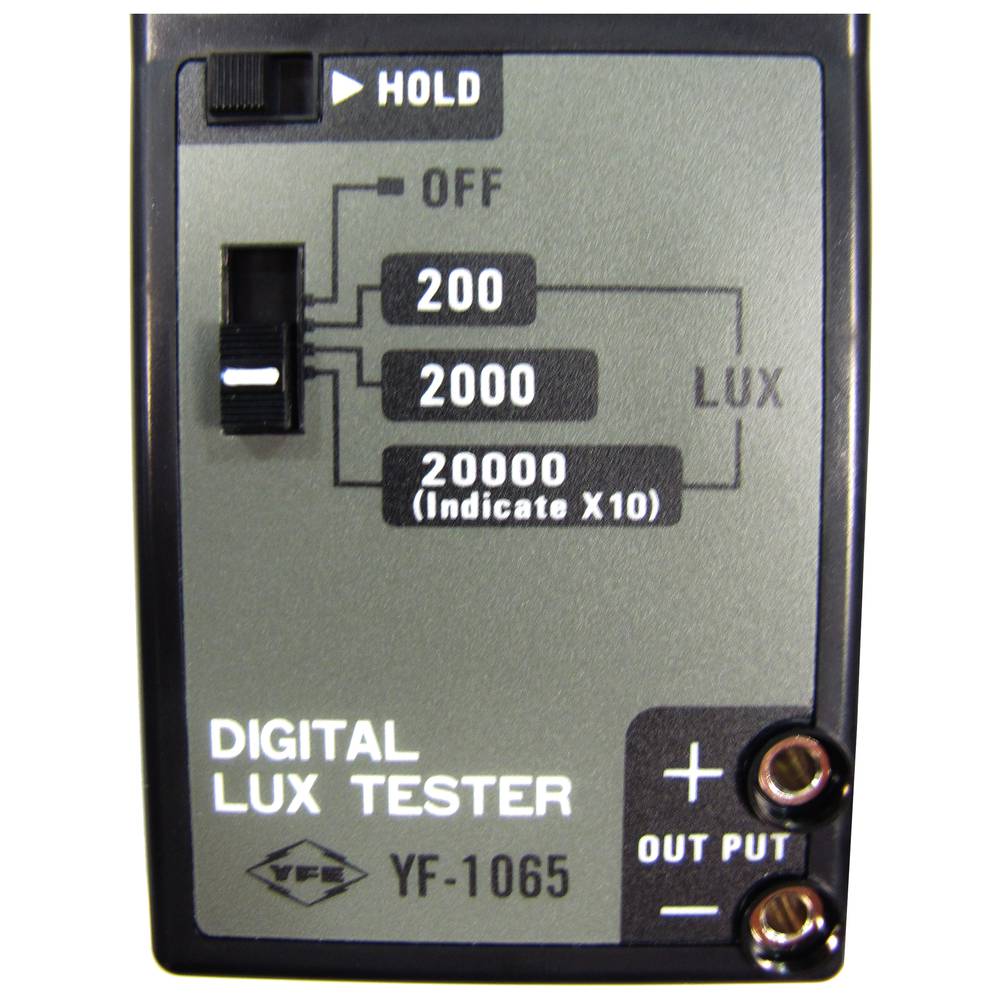 ▶ HOLD
OFF
200
2000
LUX
20000
(Indicate X10)
DIGITAL
LUX TESTER
YFE YF-1065
+
OUT PUT
−